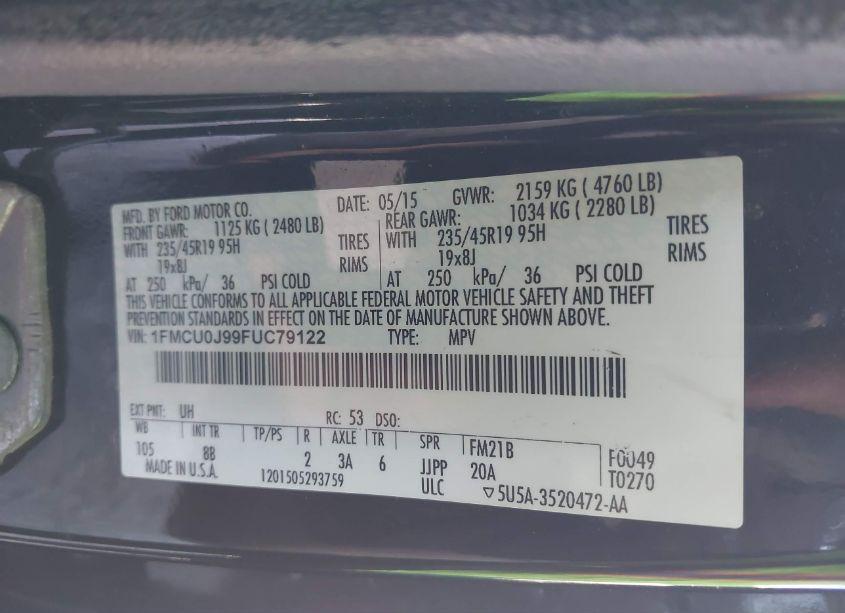 MFD. BY FORD MOTOR CO. DATE: 05/15 GVWR: 2159 KG ( 4760 LB)
FRONT GAWR: 1125 KG ( 2480 LB) REAR GAWR: 1034 KG ( 2280 LB)
WITH 235/45R19 95H TIRES WITH 235/45R19 95H TIRES
19x8J RIMS 19x8J RIMS
AT 250 kPa/ 36 PSI COLD AT 250 kPa/ 36 PSI COLD
THIS VEHICLE CONFORMS TO ALL APPLICABLE FEDERAL MOTOR VEHICLE SAFETY AND THEFT
PREVENTION STANDARDS IN EFFECT ON THE DATE OF MANUFACTURE SHOWN ABOVE.
VIN: 1FMCU0J99FUC79122 TYPE: MPV
EXT PNT: UH RC: 53 DSO:
WB INT TR TP/PS R AXLE TR SPR FM21B F0049
105 8B 2 3A 6 JJPP 20A T0270
MADE IN U.S.A. 1201505293759 ULC 5U5A-3520472-AA